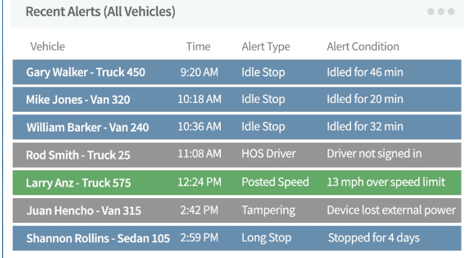 Recent Alerts (All Vehicles)
Vehicle Time Alert Type Alert Condition
Gary Walker - Truck 450 9:20 AM Idle Stop Idled for 46 min
Mike Jones - Van 320 10:18 AM Idle Stop Idled for 20 min
William Barker - Van 240 10:36 AM Idle Stop Idled for 32 min
Rod Smith - Truck 25 11:08 AM HOS Driver Driver not signed in
Larry Anz - Truck 575 12:24 PM Posted Speed 13 mph over speed limit
Juan Hencho - Van 315 2:42 PM Tampering Device lost external power
Shannon Rollins - Sedan 105 2:59 PM Long Stop Stopped for 4 days